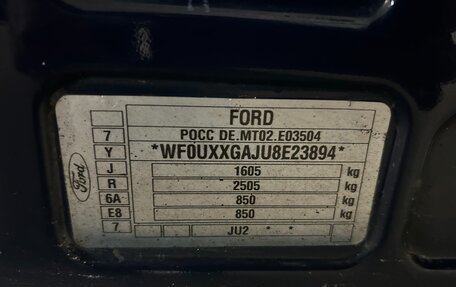 FORD
7 POCC DE.MT02.E03504
Y *WF0UXXGAJU8E23894*
J 1605 kg
R 2505 kg
6A 850 kg
E8 850 kg
7 JU2 * *
Ford